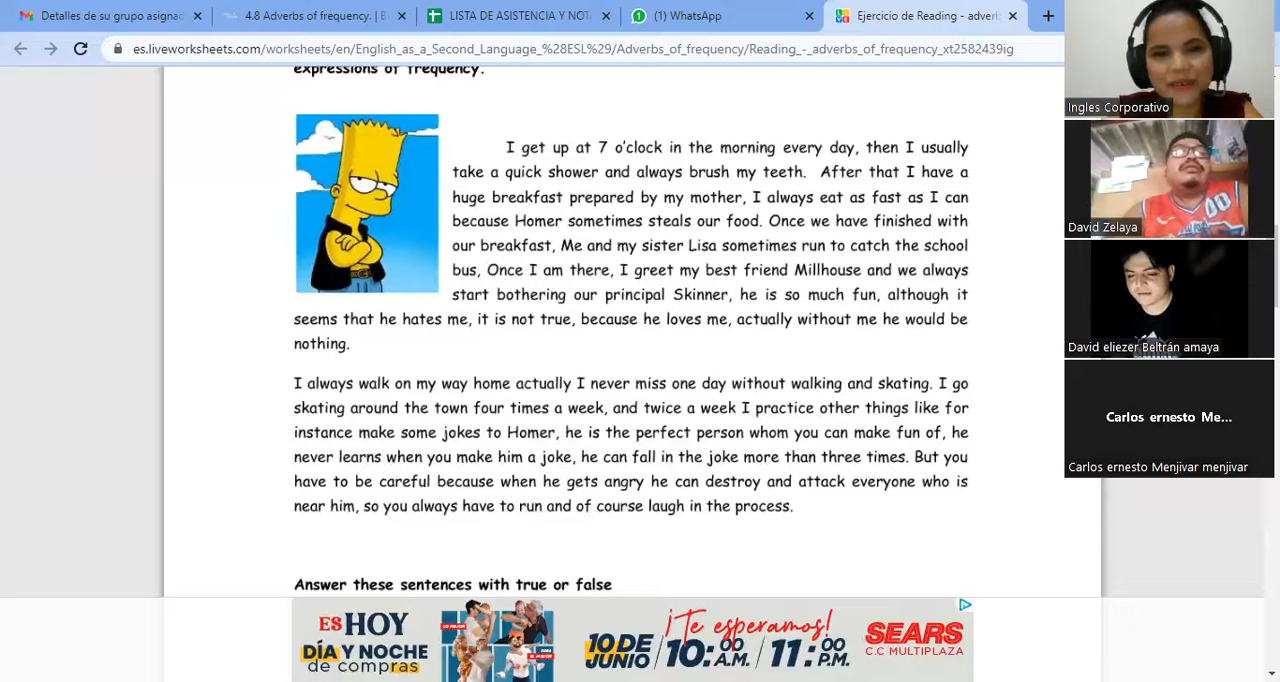 Detalles de su grupo asignac
4.8 Adverbs of frequency. | B
LISTA DE ASISTENCIA Y NOT
(1) WhatsApp
Ejercicio de Reading - adverb
es.liveworksheets.com/worksheets/en/English_as_a_Second_Language_%28ESL%29/Adverbs_of_frequency/Reading_-_adverbs_of_frequency_xt2582439ig
expressions of frequency.
I get up at 7 o'clock in the morning every day, then I usually
take a quick shower and always brush my teeth. After that I have a
huge breakfast prepared by my mother, I always eat as fast as I can
because Homer sometimes steals our food. Once we have finished with
our breakfast, Me and my sister Lisa sometimes run to catch the school
bus, Once I am there, I greet my best friend Millhouse and we always
start bothering our principal Skinner, he is so much fun, although it
seems that he hates me, it is not true, because he loves me, actually without me he would be
nothing.
I always walk on my way home actually I never miss one day without walking and skating. I go
skating around the town four times a week, and twice a week I practice other things like for
instance make some jokes to Homer, he is the perfect person whom you can make fun of, he
never learns when you make him a joke, he can fall in the joke more than three times. But you
have to be careful because when he gets angry he can destroy and attack everyone who is
near him, so you always have to run and of course laugh in the process.
Answer these sentences with true or false
ES HOY
DÍA Y NOCHE
de compras
10 DE
JUNIO
¡Te esperamos!
10:00 A.M. / 11:00 P.M.
SEARS
C.C MULTIPLAZA
Ingles Corporativo
David Zelaya
David eliezer Beltrán amaya
Carlos ernesto Me...
Carlos ernesto Menjivar menjivar